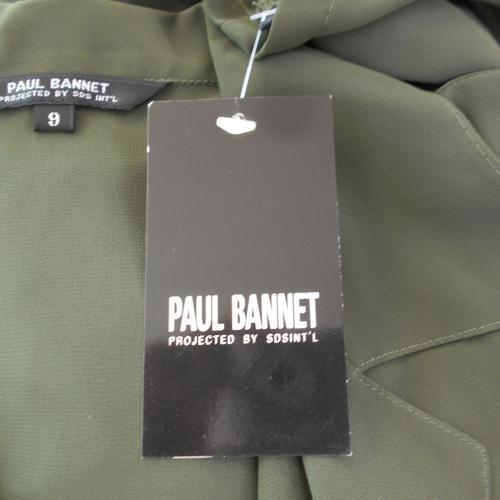 PAUL BANNET
PROJECTED BY SDS INT'L
9
PAUL BANNET
PROJECTED BY SDSINT'L